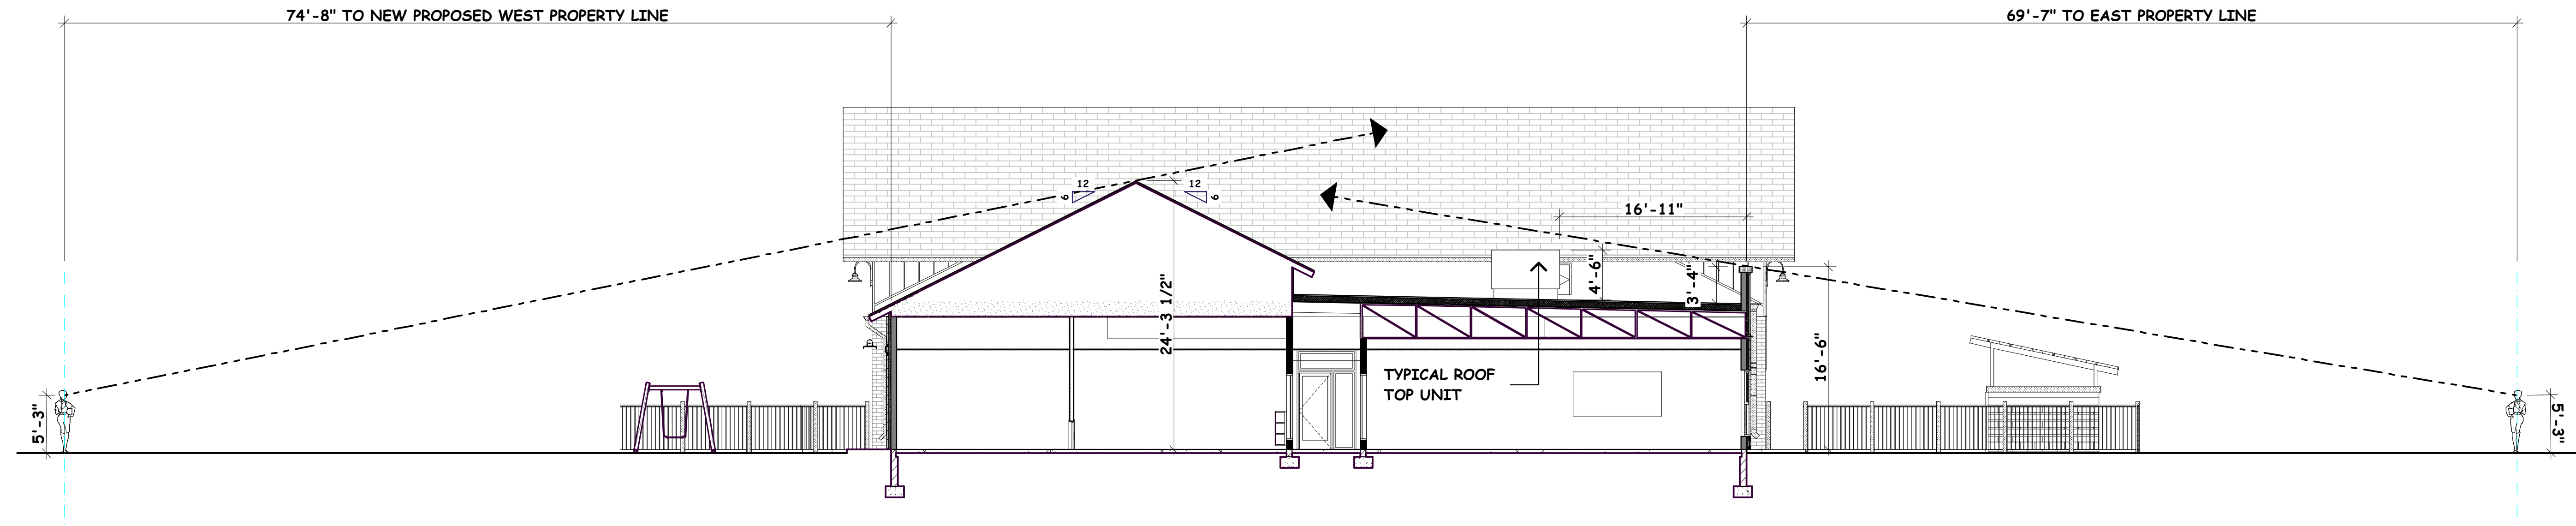 74'-8" TO NEW PROPOSED WEST PROPERTY LINE
69'-7" TO EAST PROPERTY LINE
12
6
12
6
16'-11"
4'-6"
3'-4"
24'-3 1/2"
16'-6"
TYPICAL ROOF
TOP UNIT
5'-3"
5'-3"